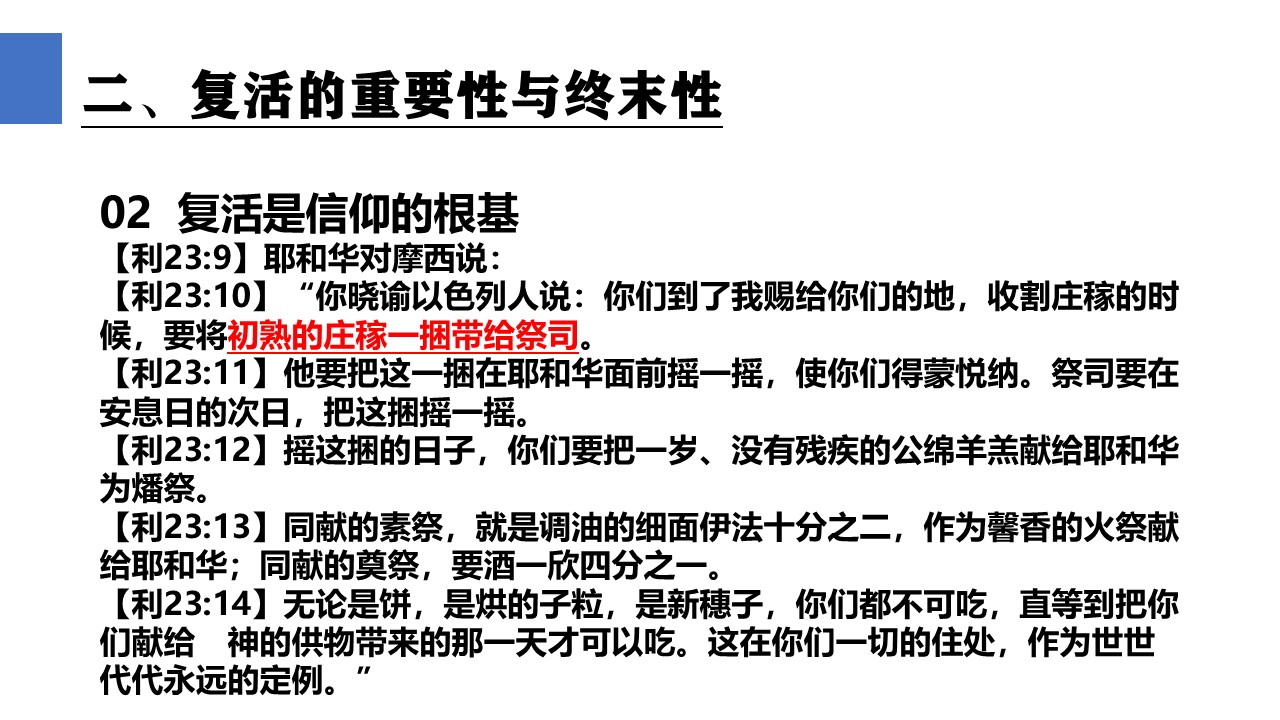 二、复活的重要性与终末性
02 复活是信仰的根基
【利23:9】耶和华对摩西说：
【利23:10】“你晓谕以色列人说：你们到了我赐给你们的地，收割庄稼的时
候，要将初熟的庄稼一捆带给祭司。
【利23:11】他要把这一捆在耶和华面前摇一摇，使你们得蒙悦纳。祭司要在
安息日的次日，把这捆摇一摇。
【利23:12】摇这捆的日子，你们要把一岁、没有残疾的公绵羊羔献给耶和华
为燔祭。
【利23:13】同献的素祭，就是调油的细面伊法十分之二，作为馨香的火祭献
给耶和华；同献的奠祭，要酒一欣四分之一。
【利23:14】无论是饼，是烘的子粒，是新穗子，你们都不可吃，直等到把你
们献给　神的供物带来的那一天才可以吃。这在你们一切的住处，作为世世
代代永远的定例。”